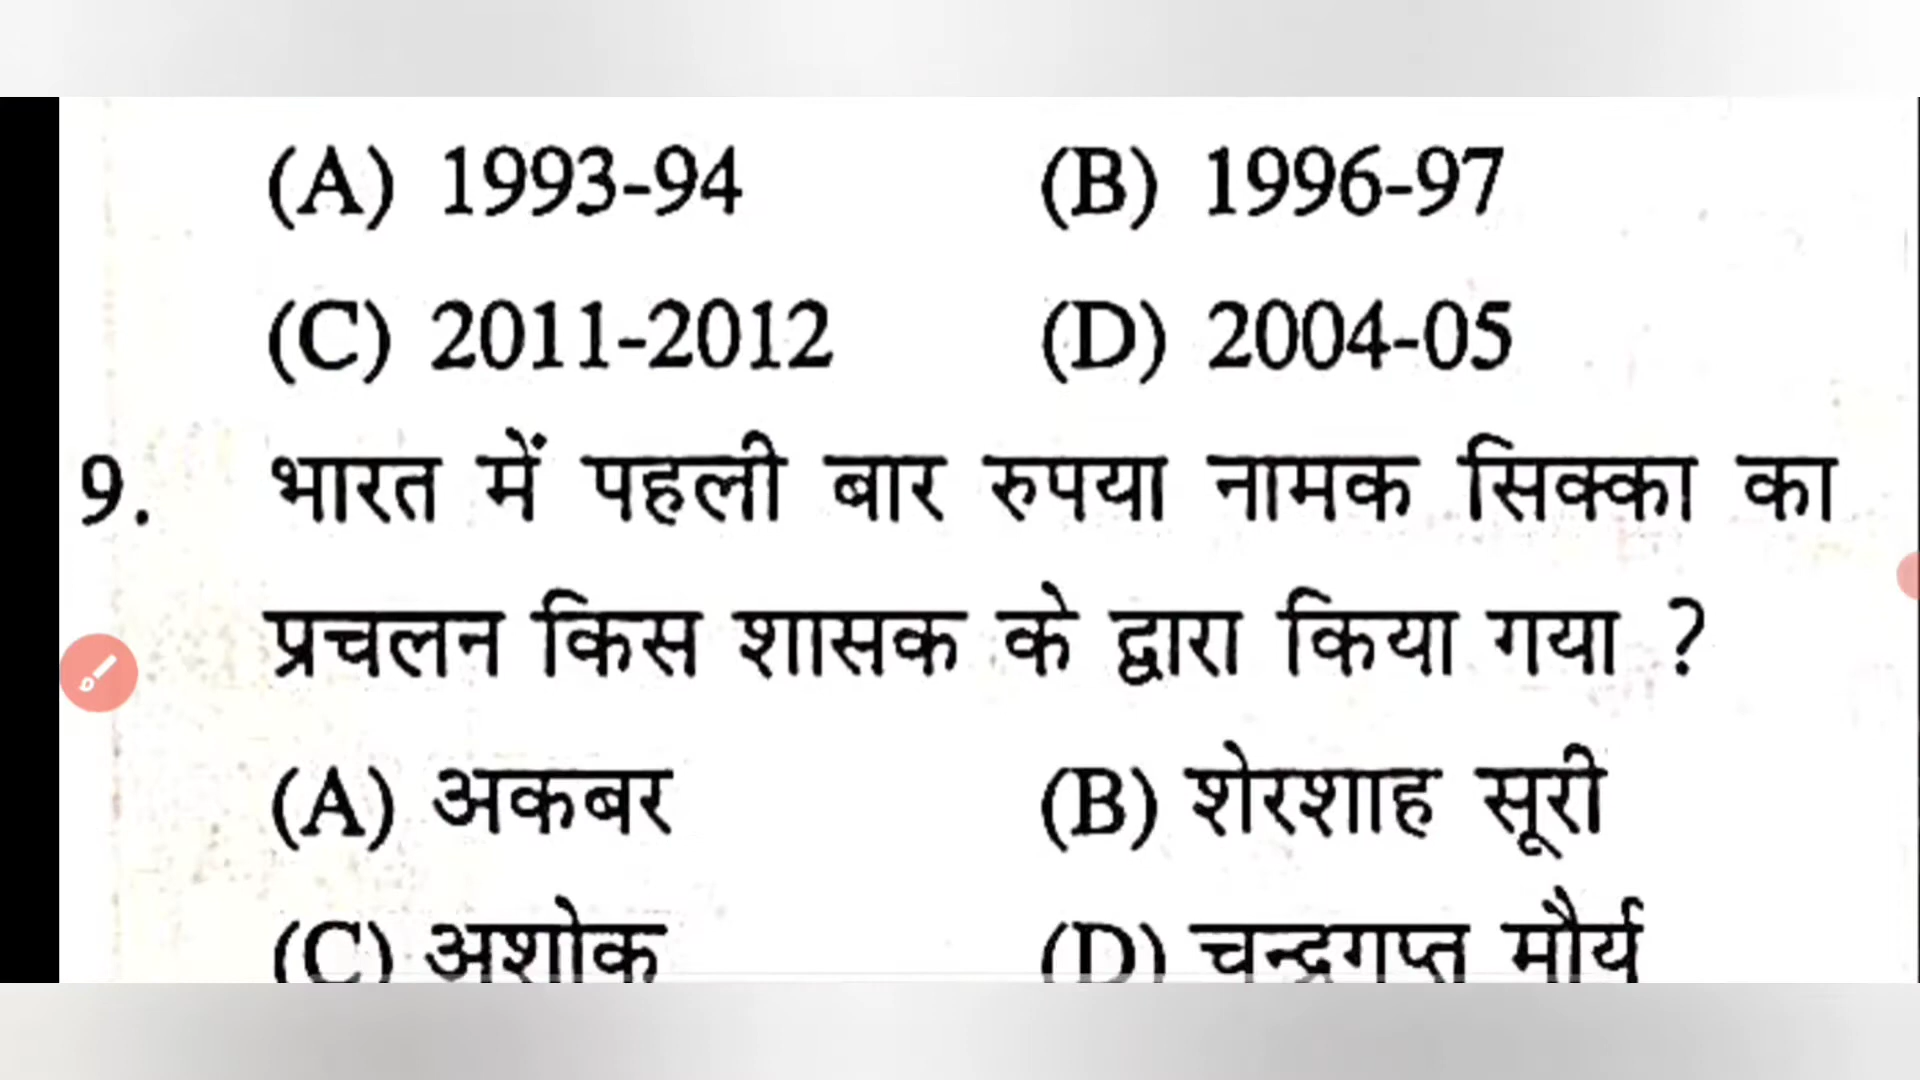 (A) 1993-94 (B) 1996-97
(C) 2011-2012 (D) 2004-05
9. भारत में पहली बार रुपया नामक सिक्का का
प्रचलन किस शासक के द्वारा किया गया ?
(A) अकबर (B) शेरशाह सूरी
(C) अशोक (D) चन्द्रगुप्त मौर्य